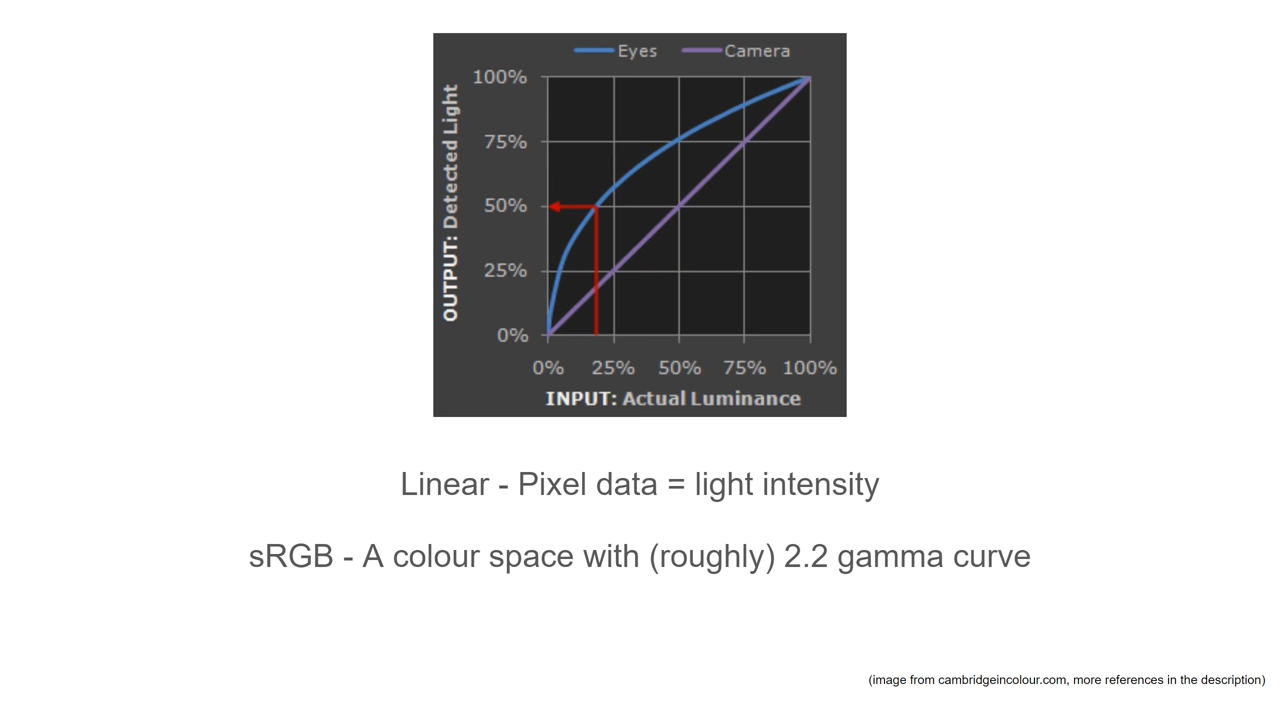 Eyes Camera
OUTPUT: Detected Light
100%
75%
50%
25%
0%
0% 25% 50% 75% 100%
INPUT: Actual Luminance
Linear - Pixel data = light intensity
sRGB - A colour space with (roughly) 2.2 gamma curve
(image from cambridgeincolour.com, more references in the description)